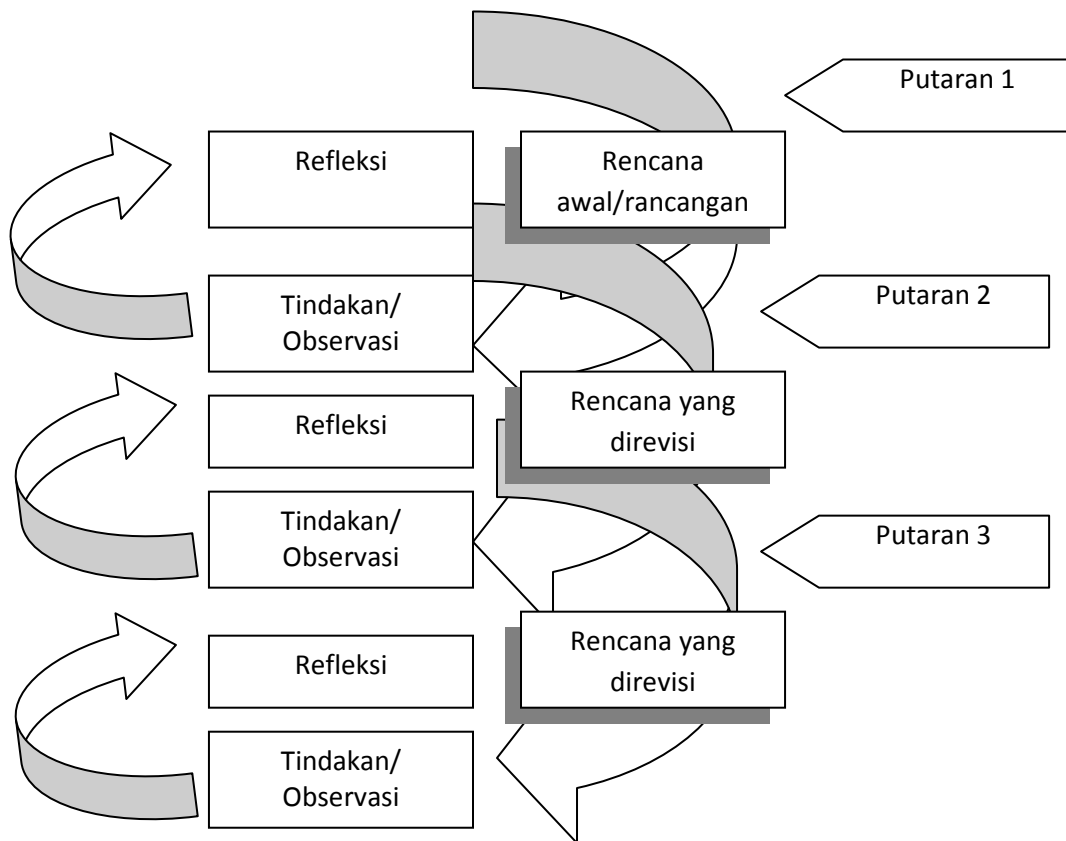 Putaran 1
Refleksi
Rencana
awal/rancangan
Tindakan/
Observasi
Putaran 2
Refleksi
Rencana yang
direvisi
Tindakan/
Observasi
Putaran 3
Refleksi
Rencana yang
direvisi
Tindakan/
Observasi